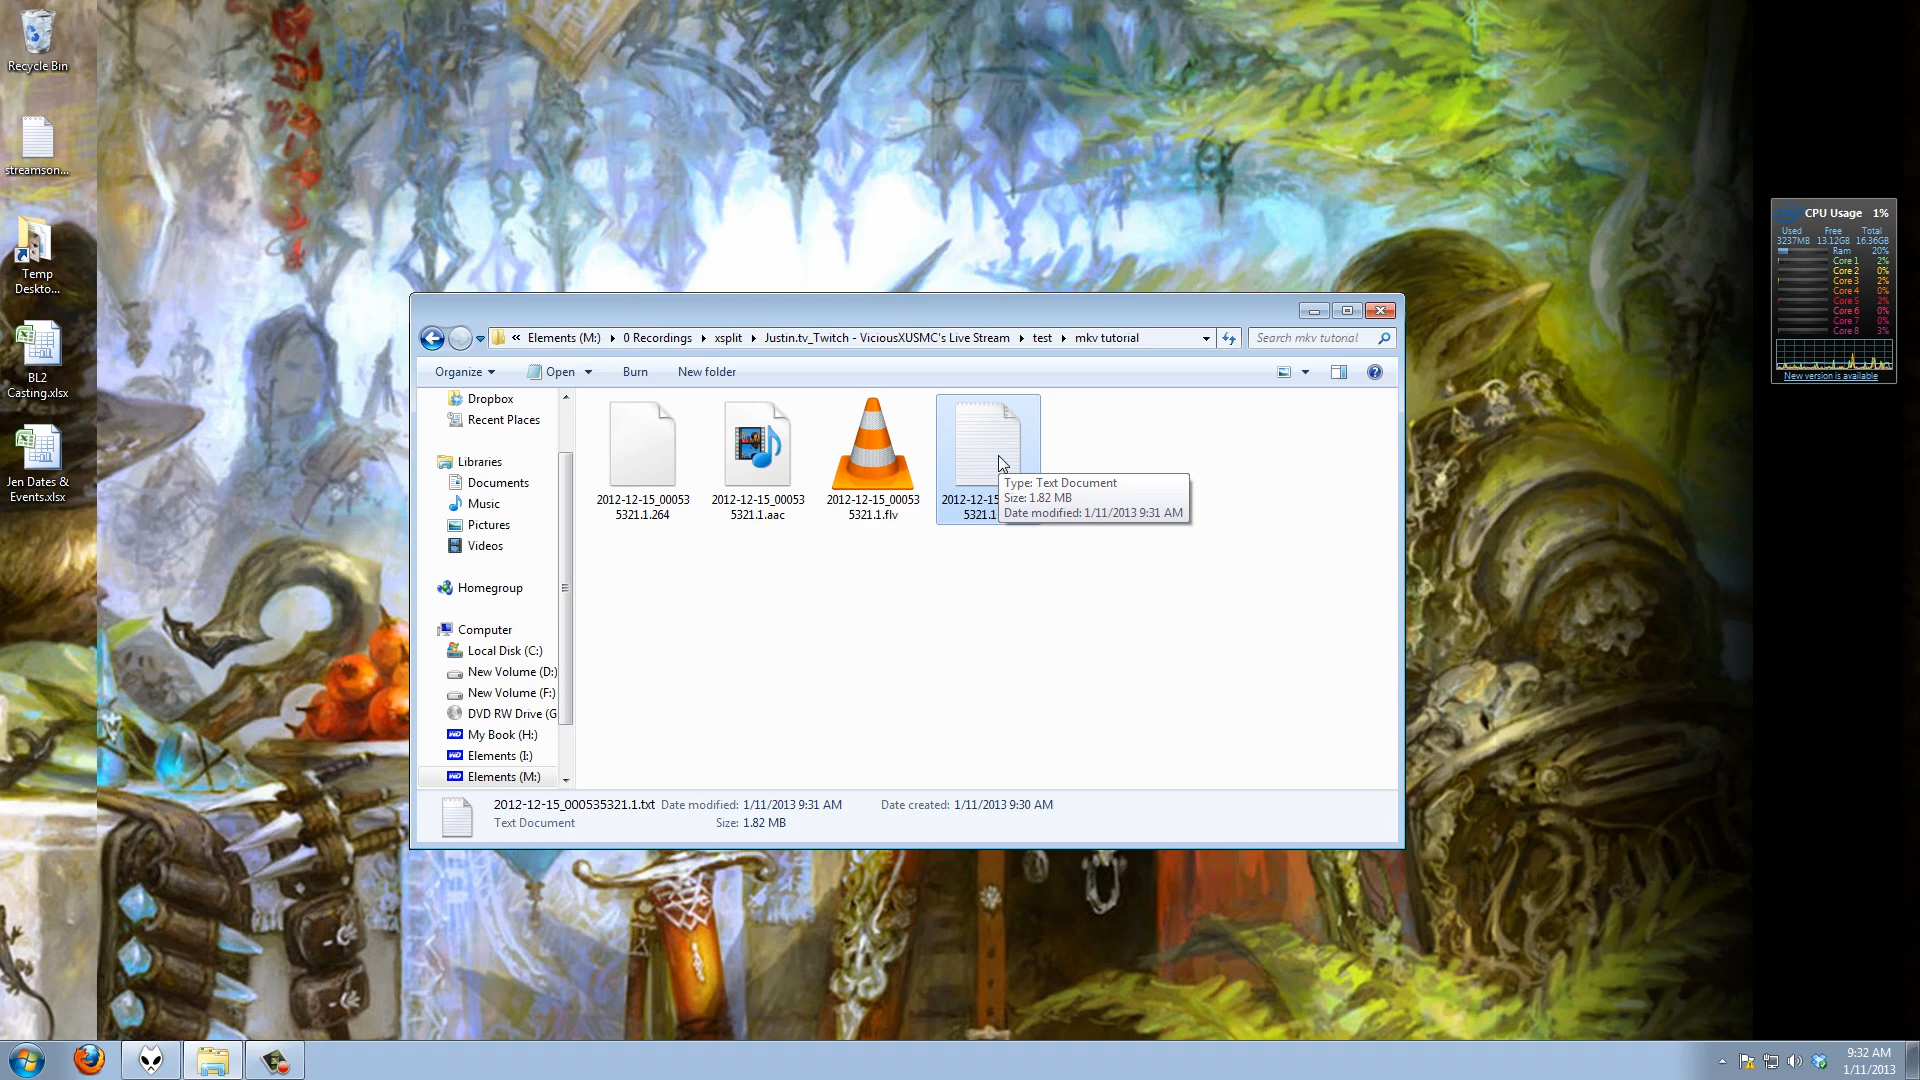 Recycle Bin
streamson...
Temp
Deskto...
BL2
Casting.xlsx
Jen Dates &
Events.xlsx
« Elements (M:) 0 Recordings xsplit Justin.tv_Twitch - ViciousXUSMC's Live Stream test mkv tutorial
Search mkv tutorial
Organize Open Burn New folder
Dropbox
Recent Places
Libraries
Documents
Music
Pictures
Videos
Homegroup
Computer
Local Disk (C:)
New Volume (D:)
New Volume (F:)
DVD RW Drive (G
My Book (H:)
Elements (I:)
Elements (M:)
2012-12-15_00053
5321.1.264
2012-12-15_00053
5321.1.aac
2012-12-15_00053
5321.1.flv
2012-12-15
5321.1
Type: Text Document
Size: 1.82 MB
Date modified: 1/11/2013 9:31 AM
2012-12-15_000535321.1.txt Date modified: 1/11/2013 9:31 AM Date created: 1/11/2013 9:30 AM
Text Document Size: 1.82 MB
CPU Usage 1%
Used Free Total
3237MB 13.12GB 16.36GB
Ram 20%
Core 1 2%
Core 2 0%
Core 3 2%
Core 4 0%
Core 5 2%
Core 6 0%
Core 7 0%
Core 8 3%
New version is available
9:32 AM
1/11/2013